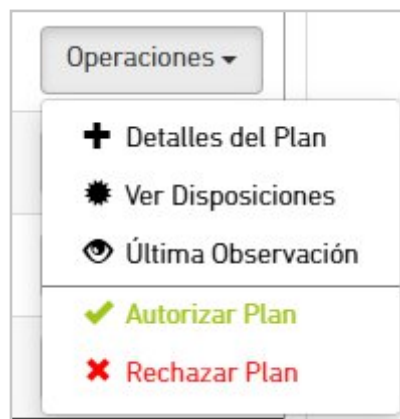 Operaciones
Detalles del Plan
Ver Disposiciones
Última Observación
Autorizar Plan
Rechazar Plan